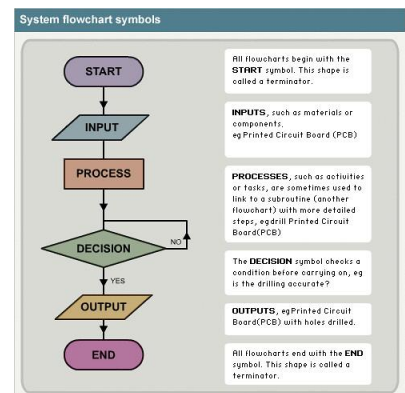 System flowchart symbols
START
All flowcharts begin with the
START symbol. This shape is
called a terminator.
INPUT
INPUTS, such as materials or
components,
eg Printed Circuit Board (PCB)
PROCESS
PROCESSES, such as activities
or tasks, are sometimes used to
link to a subroutine (another
flowchart) with more detailed
steps, eg drill Printed Circuit
Board(PCB)
DECISION
NO
YES
The DECISION symbol checks a
condition before carrying on, eg
is the drilling accurate?
OUTPUT
OUTPUTS, eg Printed Circuit
Board(PCB) with holes drilled.
END
All flowcharts end with the END
symbol. This shape is called a
terminator.